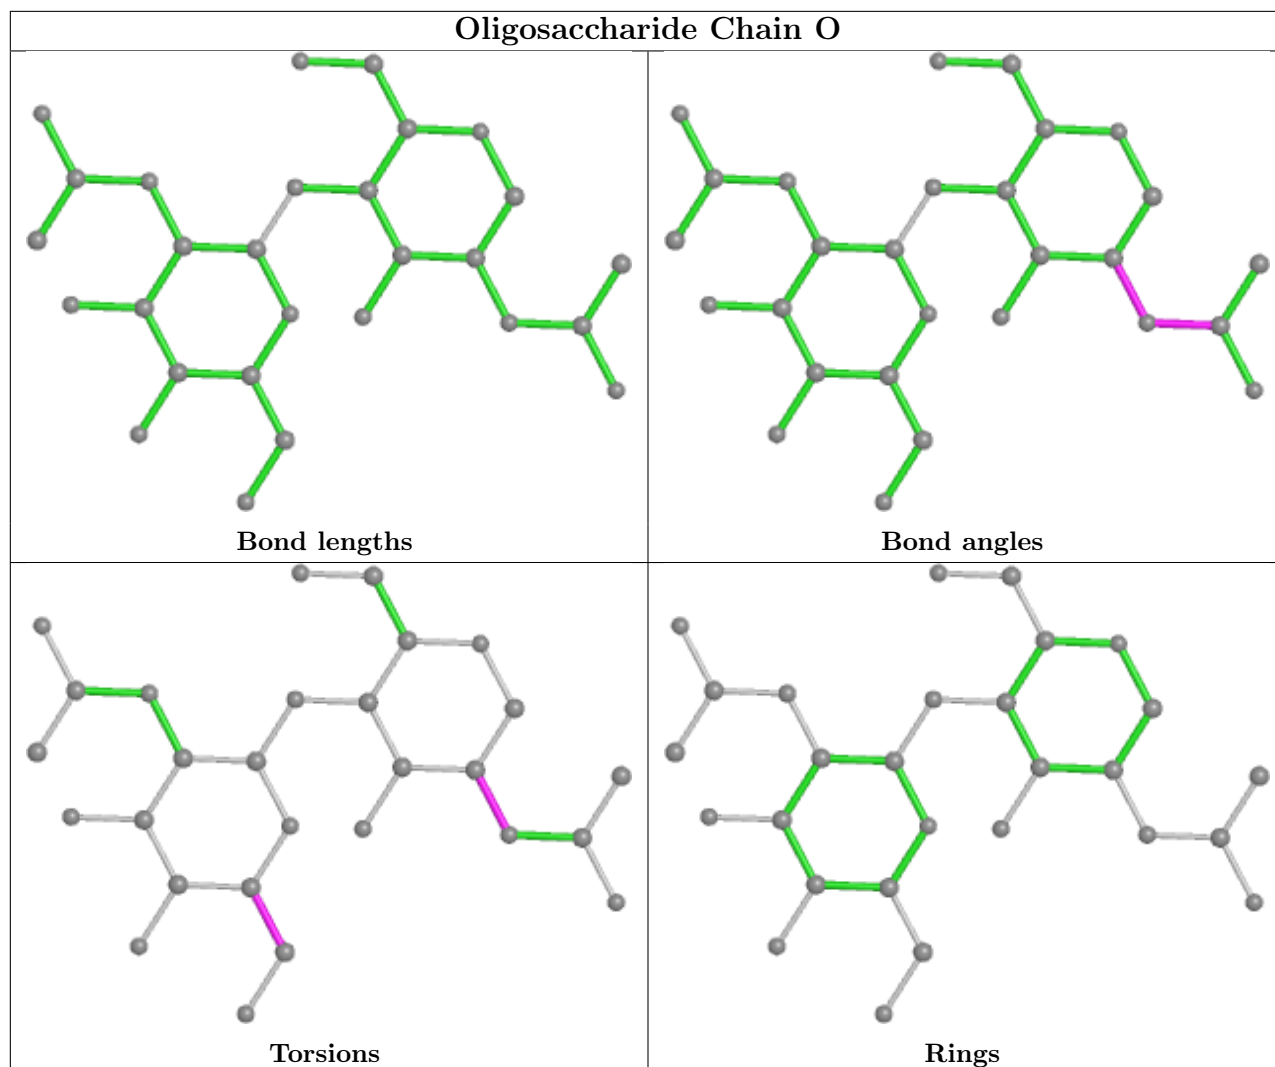 Oligosaccharide Chain O
Bond lengths
Bond angles
Torsions
Rings